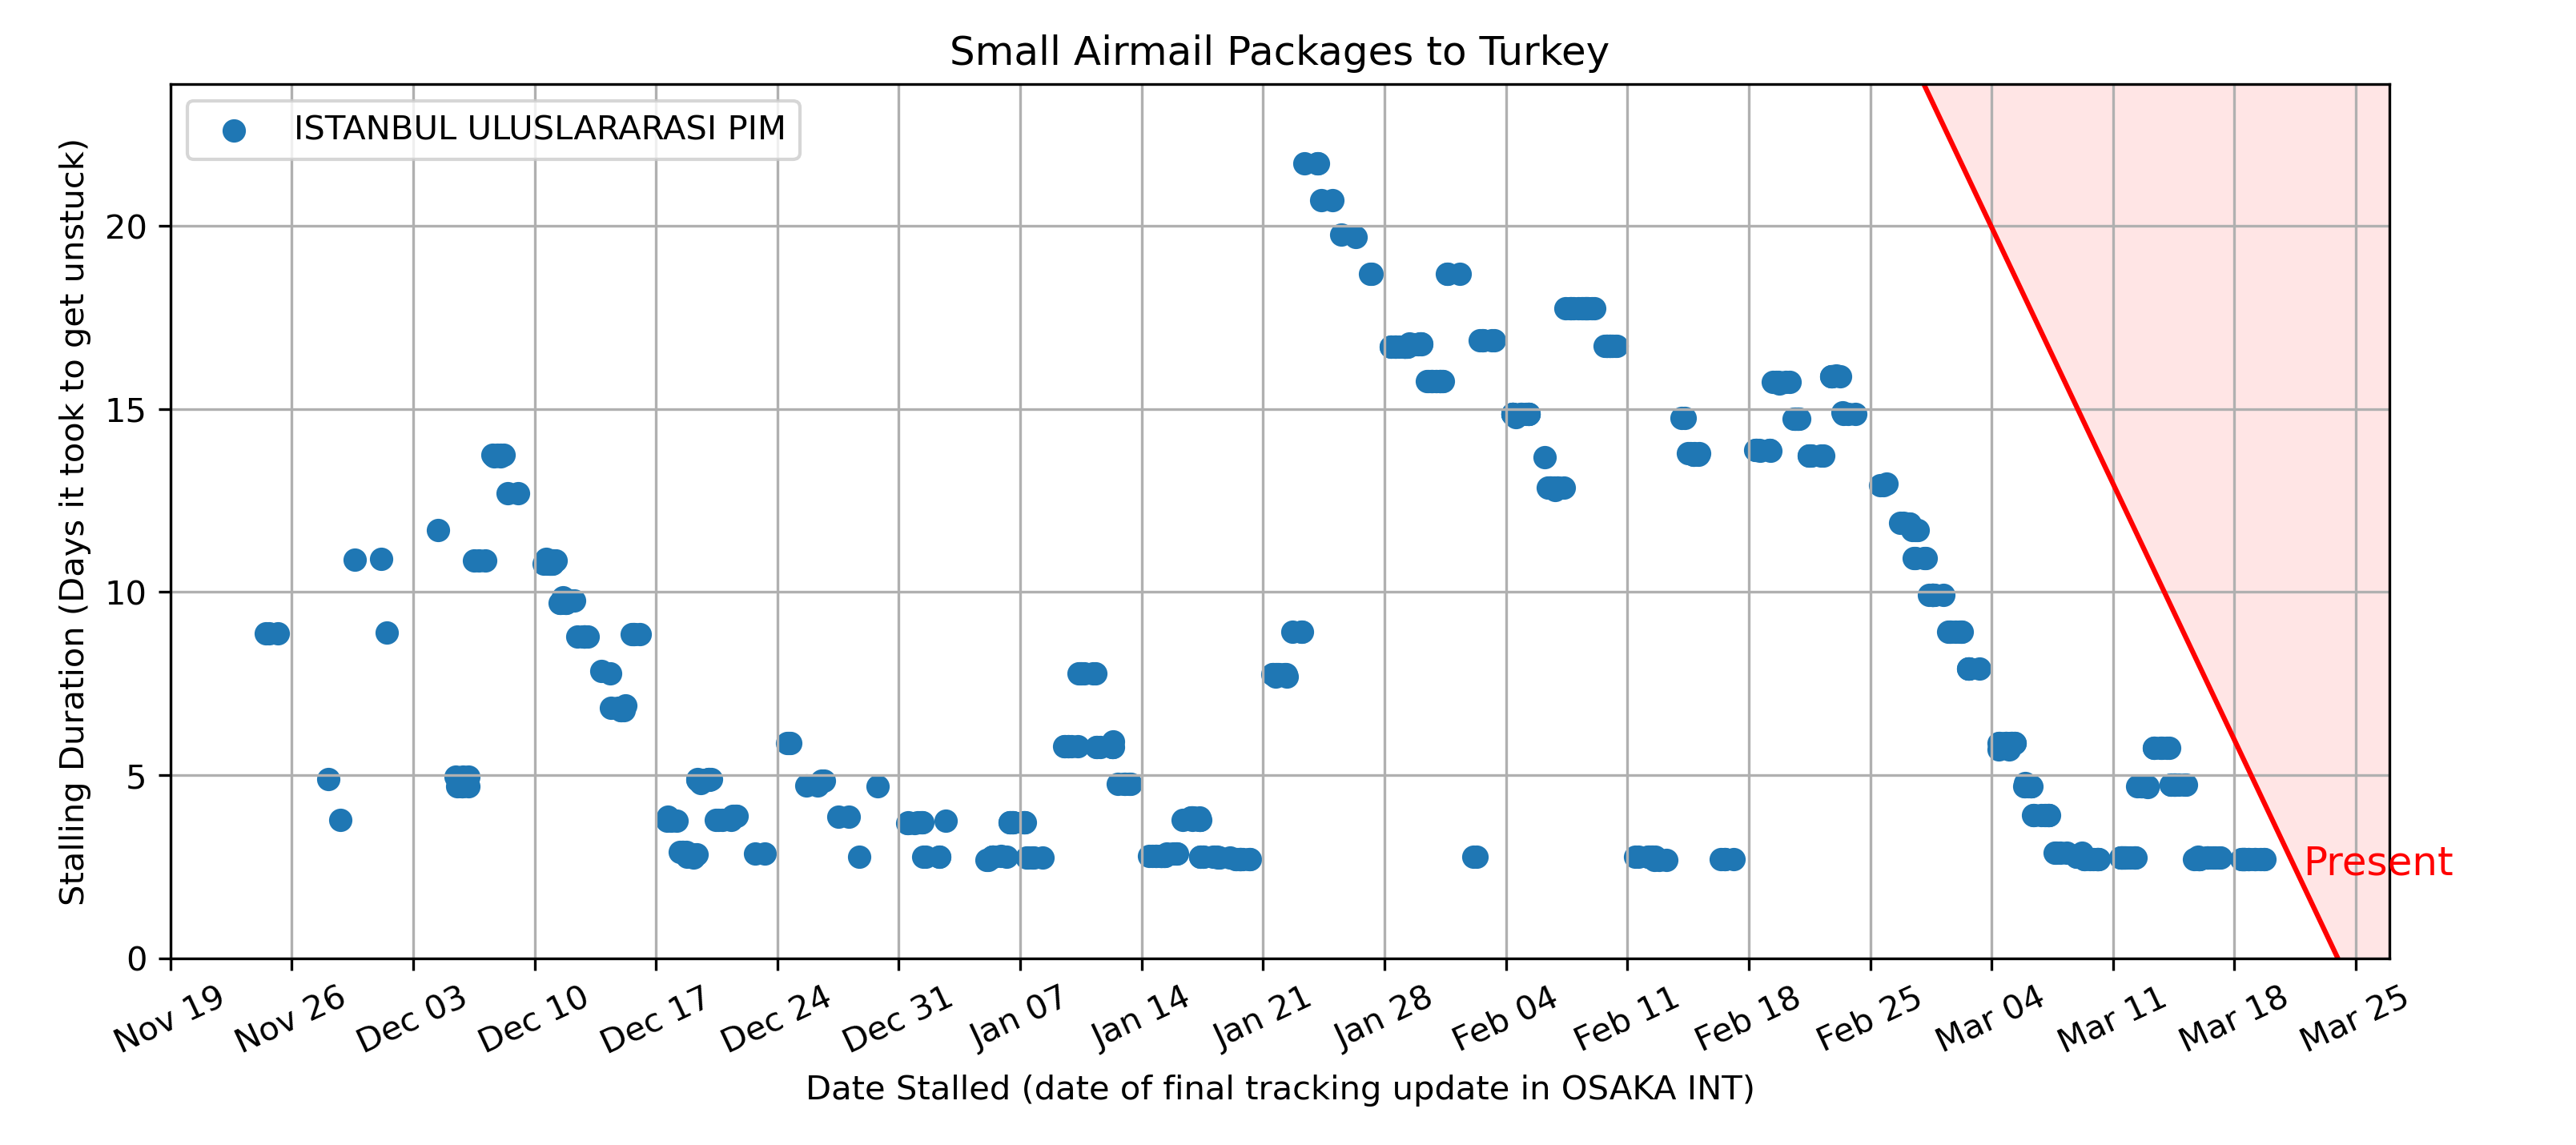 Small Airmail Packages to Turkey
ISTANBUL ULUSLARARASI PIM
Stalling Duration (Days it took to get unstuck)
20
15
10
5
0
Present
Nov 19
Nov 26
Dec 03
Dec 10
Dec 17
Dec 24
Dec 31
Jan 07
Jan 14
Jan 21
Jan 28
Feb 04
Feb 11
Feb 18
Feb 25
Mar 04
Mar 11
Mar 18
Mar 25
Date Stalled (date of final tracking update in OSAKA INT)